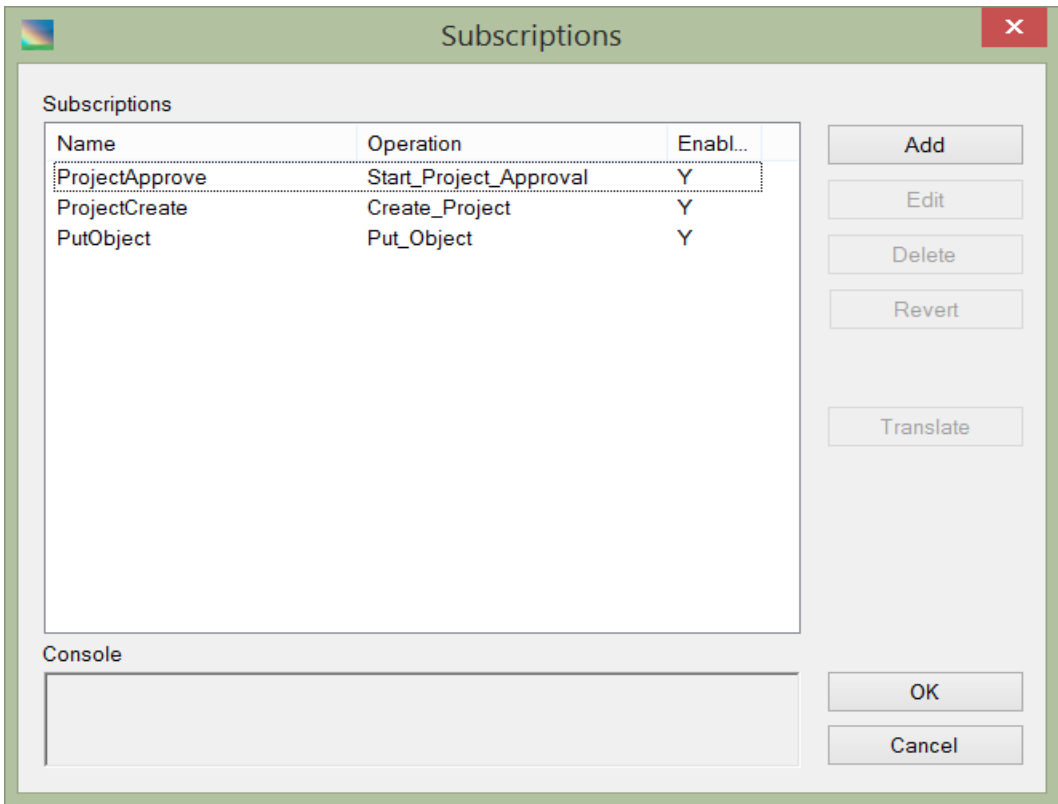 Subscriptions
Subscriptions
Name Operation Enabl...
ProjectApprove Start_Project_Approval Y
ProjectCreate Create_Project Y
PutObject Put_Object Y
Add
Edit
Delete
Revert
Translate
Console
OK
Cancel